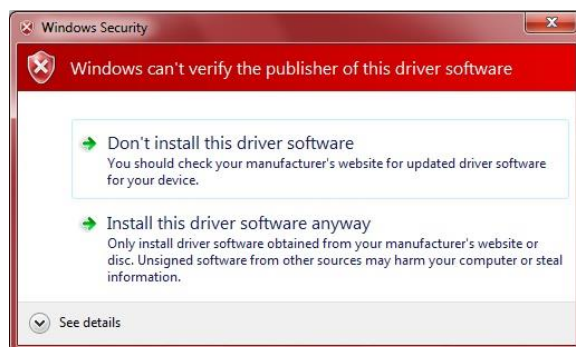 Windows Security
Windows can't verify the publisher of this driver software
Don't install this driver software
You should check your manufacturer's website for updated driver software
for your device.
Install this driver software anyway
Only install driver software obtained from your manufacturer's website or
disc. Unsigned software from other sources may harm your computer or steal
information.
See details